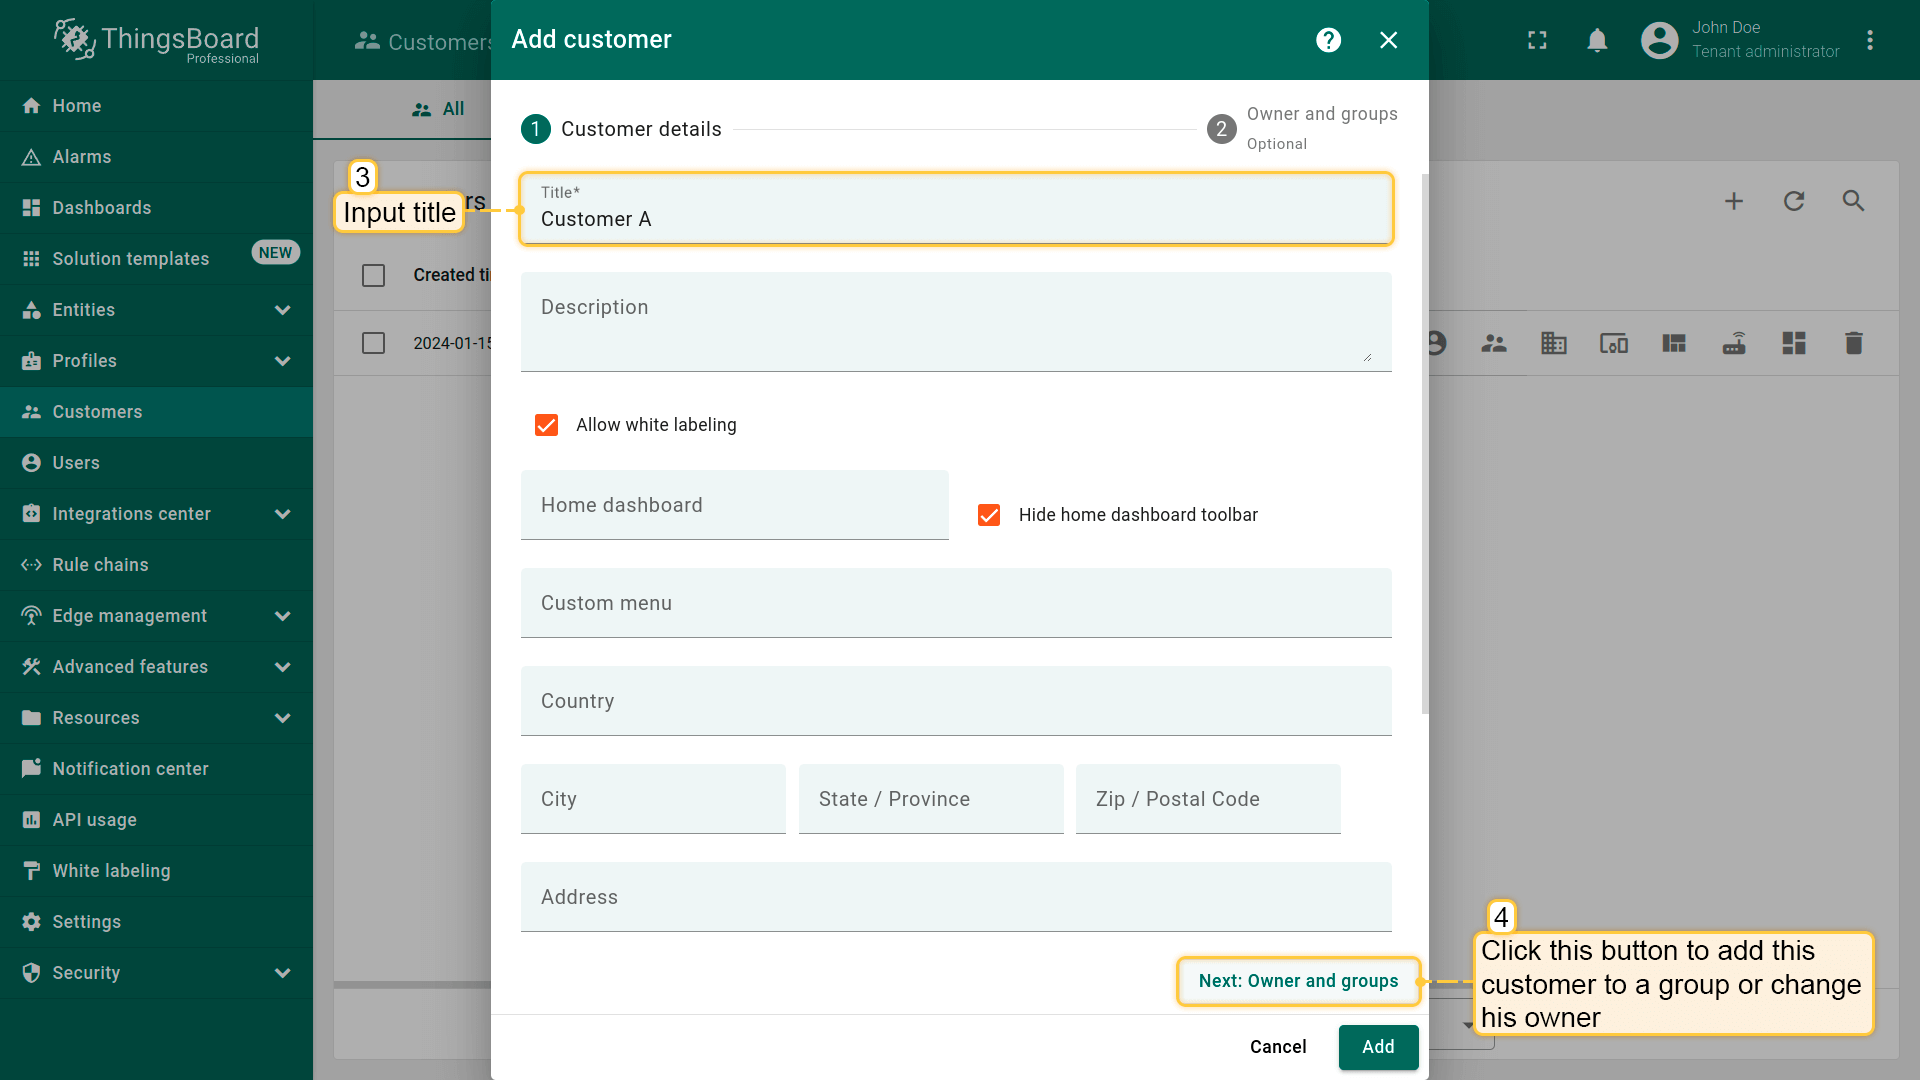 ThingsBoard
Professional
Home
Alarms
Dashboards
Solution templates
NEW
Entities
Profiles
Customers
Users
Integrations center
Rule chains
Edge management
Advanced features
Resources
Notification center
API usage
White labeling
Settings
Security
Customers
John Doe
Tenant administrator
All
rs
Created ti
2024-01-15
Add customer
?
1
Customer details
2
Owner and groups
Optional
3
Input title
Title*
Customer A
Description
Allow white labeling
Home dashboard
Hide home dashboard toolbar
Custom menu
Country
City
State / Province
Zip / Postal Code
Address
Next: Owner and groups
4
Click this button to add this
customer to a group or change
his owner
Cancel
Add